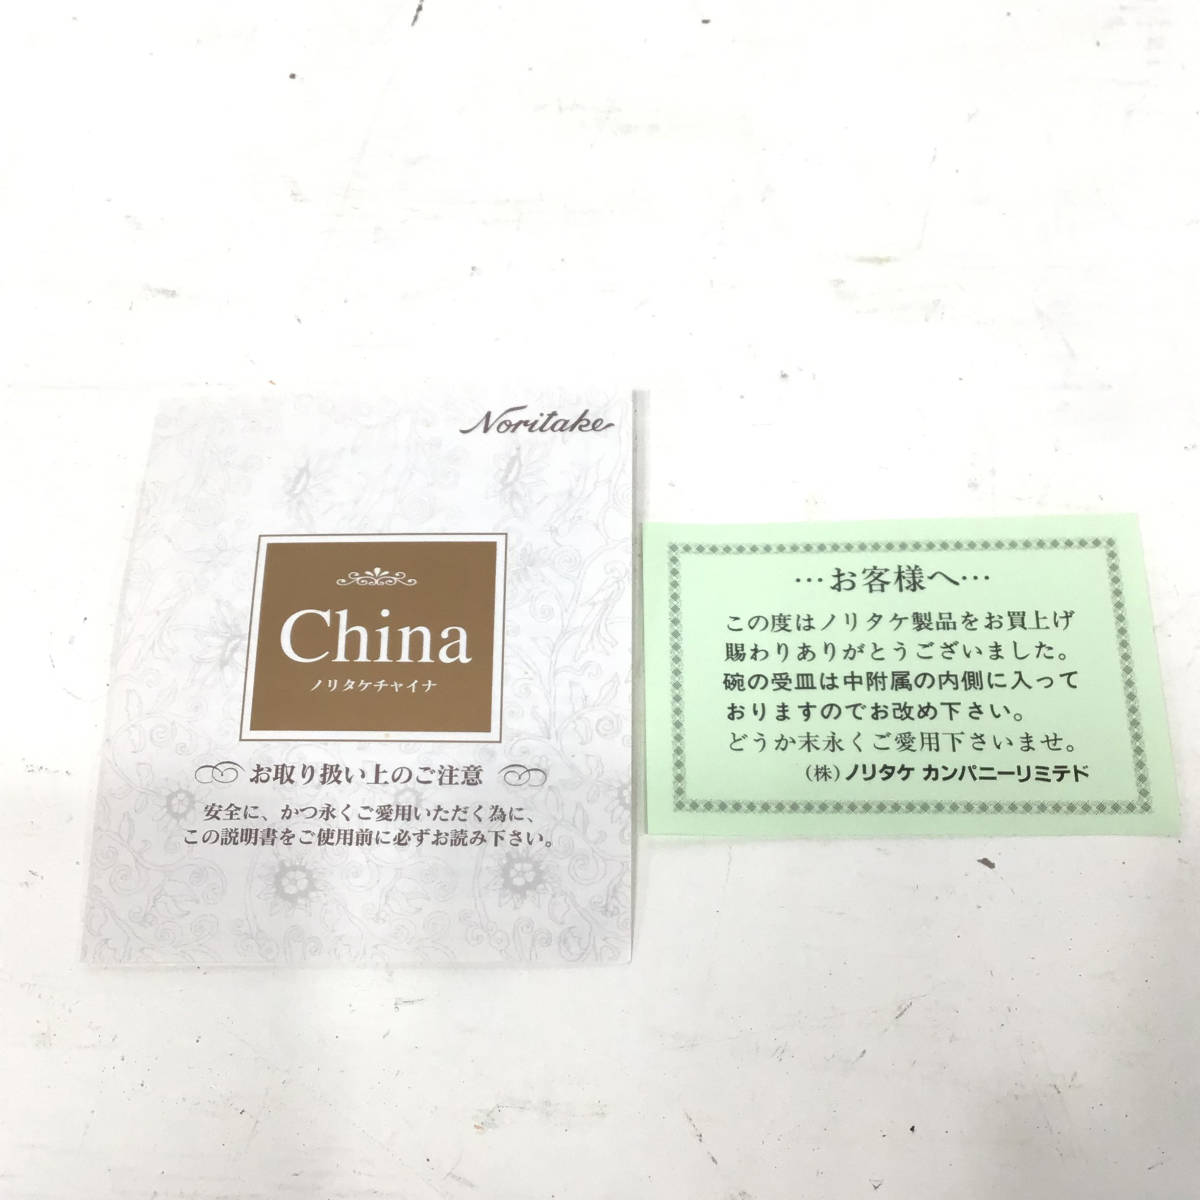 Noritake
China
ノリタケチャイナ
お取り扱い上のご注意
安全に、かつ永くご愛用いただく為に、
この説明書をご使用前に必ずお読み下さい。
…お客様へ…
この度はノリタケ製品をお買上げ
賜わりありがとうございました。
碗の受皿は中附属の内側に入って
おりますのでお改め下さい。
どうか末永くご愛用下さいませ。
(株)ノリタケ カンパニーリミテド